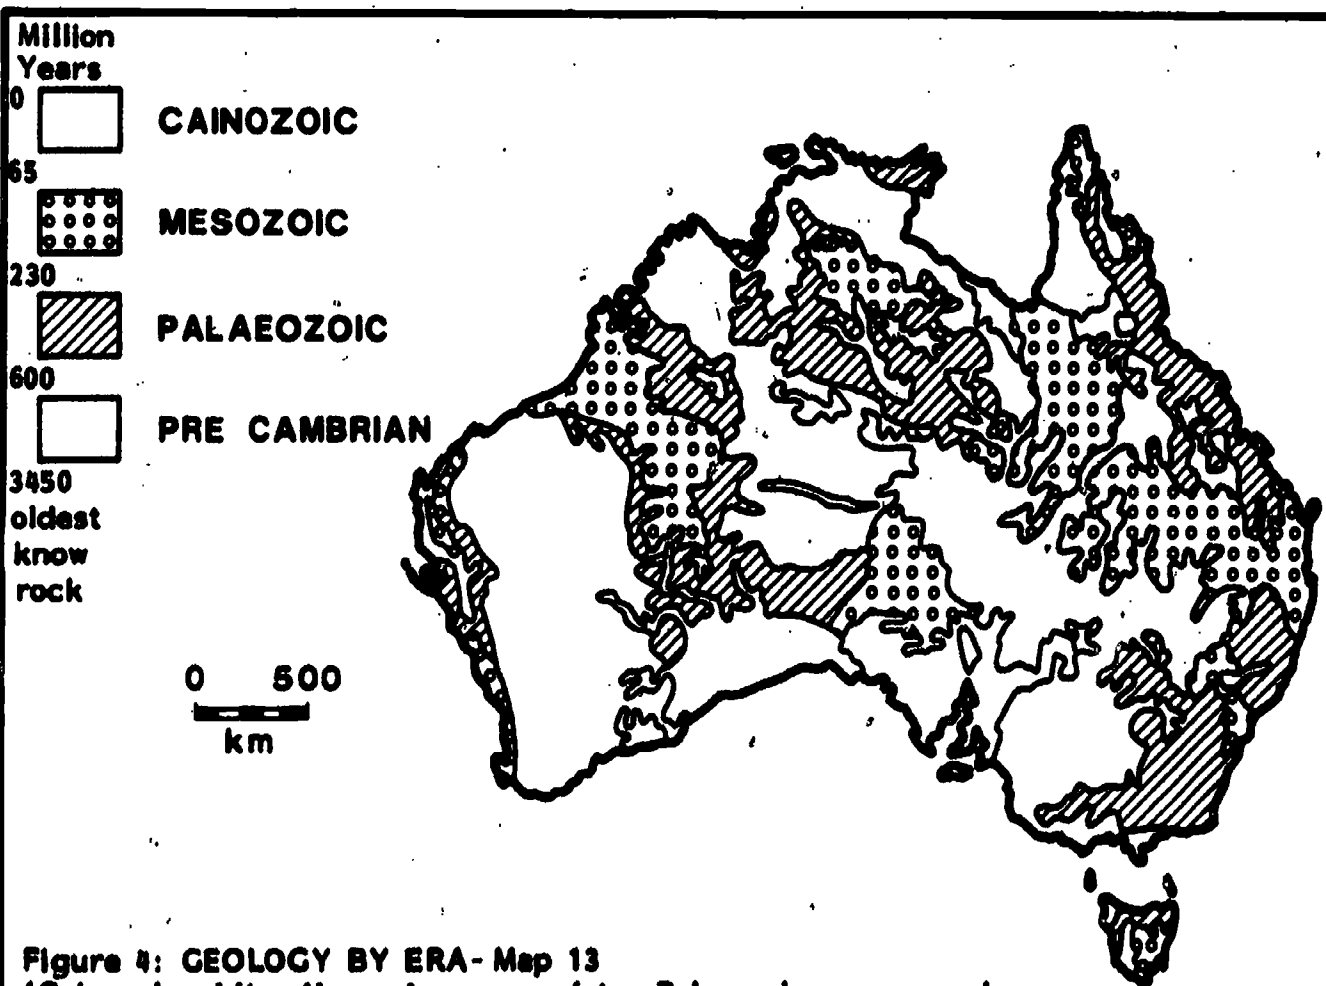 Million
Years
0
CAINOZOIC
65
MESOZOIC
230
PALAEOZOIC
600
PRE CAMBRIAN
3450
oldest
know
rock
0 500
km
Figure 4: GEOLOGY BY ERA- Map 13